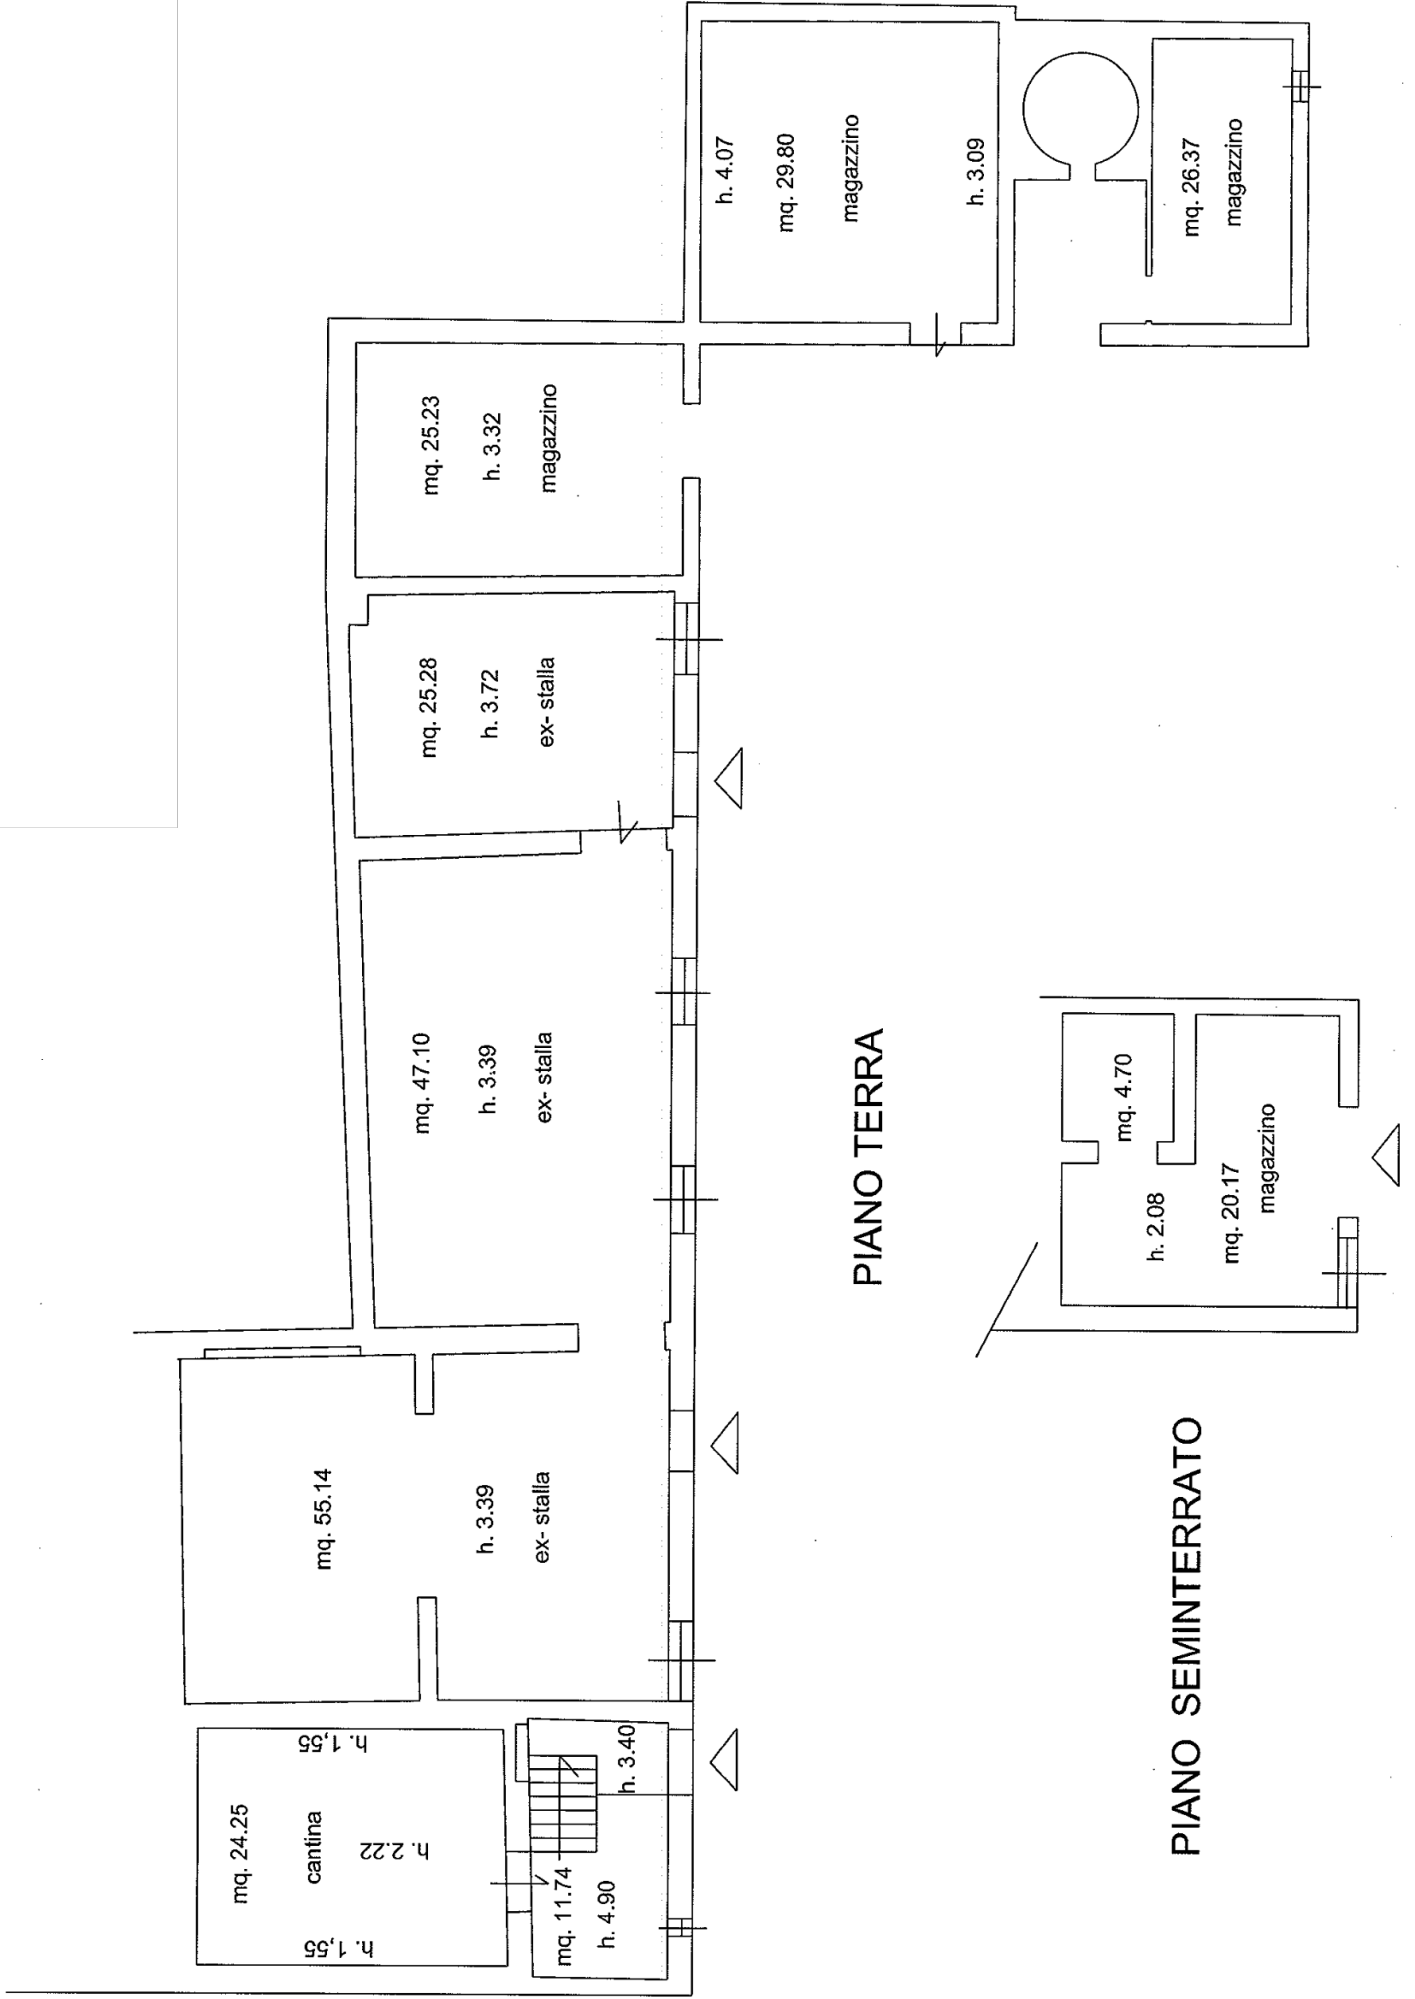 mq. 24.25
cantina
h. 1,55
h. 2.22
h. 1,55
mq. 11.74
h. 4.90
h. 3.40
mq. 55.14
h. 3.39
ex- stalla
mq. 47.10
h. 3.39
ex- stalla
mq. 25.28
h. 3.72
ex- stalla
mq. 25.23
h. 3.32
magazzino
h. 4.07
mq. 29.80
magazzino
h. 3.09
mq. 26.37
magazzino
PIANO TERRA
mq. 4.70
h. 2.08
mq. 20.17
magazzino
PIANO SEMINTERRATO